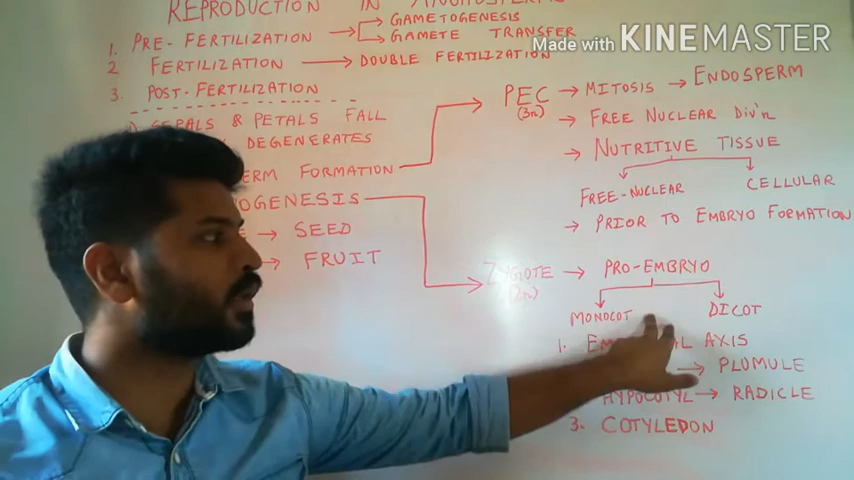 REPRODUCTION IN
1. PRE-FERTILIZATION → GAMETOGENESIS
→ GAMETE TRANSFER
Made with KINEMASTER
2 FERTILIZATION → DOUBLE FERTILIZATION
3. POST-FERTILIZATION
SEPALS & PETALS FALL
DEGENERATES
FORMATION
→ SEED
→ FRUIT
PEC → MITOSIS → ENDOSPERM
(3n)
→ FREE NUCLEAR DIV'n
→ NUTRITIVE TISSUE
FREE-NUCLEAR CELLULAR
→ PRIOR TO EMBRYO FORMATION
ZYGOTE → PRO-EMBRYO
(2n)
MONOCOT DICOT
1. AXIS
→ PLUMULE
HYPOCOTYL → RADICLE
3. COTYLEDON